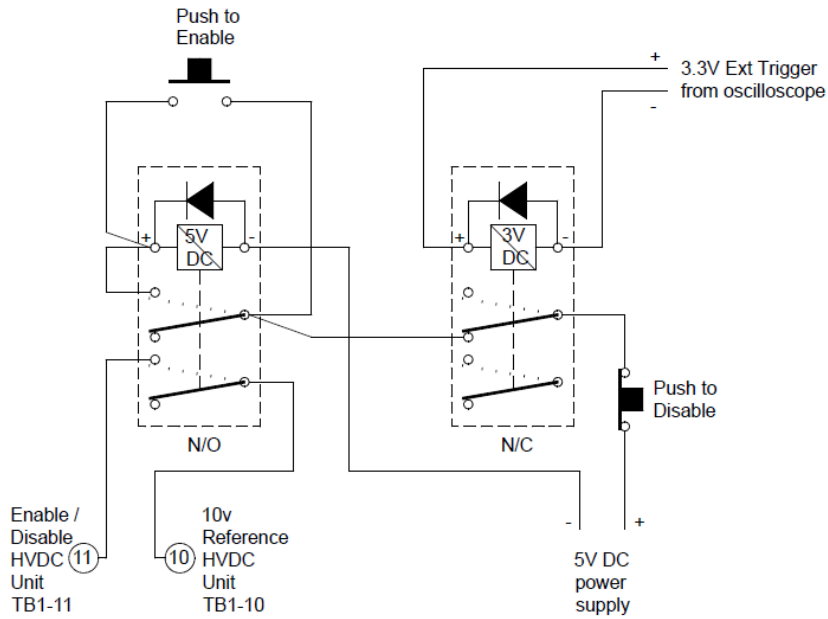 Push to
Enable
+
3.3V Ext Trigger
from oscilloscope
-
+
5V
DC
-
+
3V
DC
-
Push to
Disable
N/O
N/C
Enable /
Disable
HVDC
Unit
TB1-11
11
10
10v
Reference
HVDC
Unit
TB1-10
-
+
5V DC
power
supply